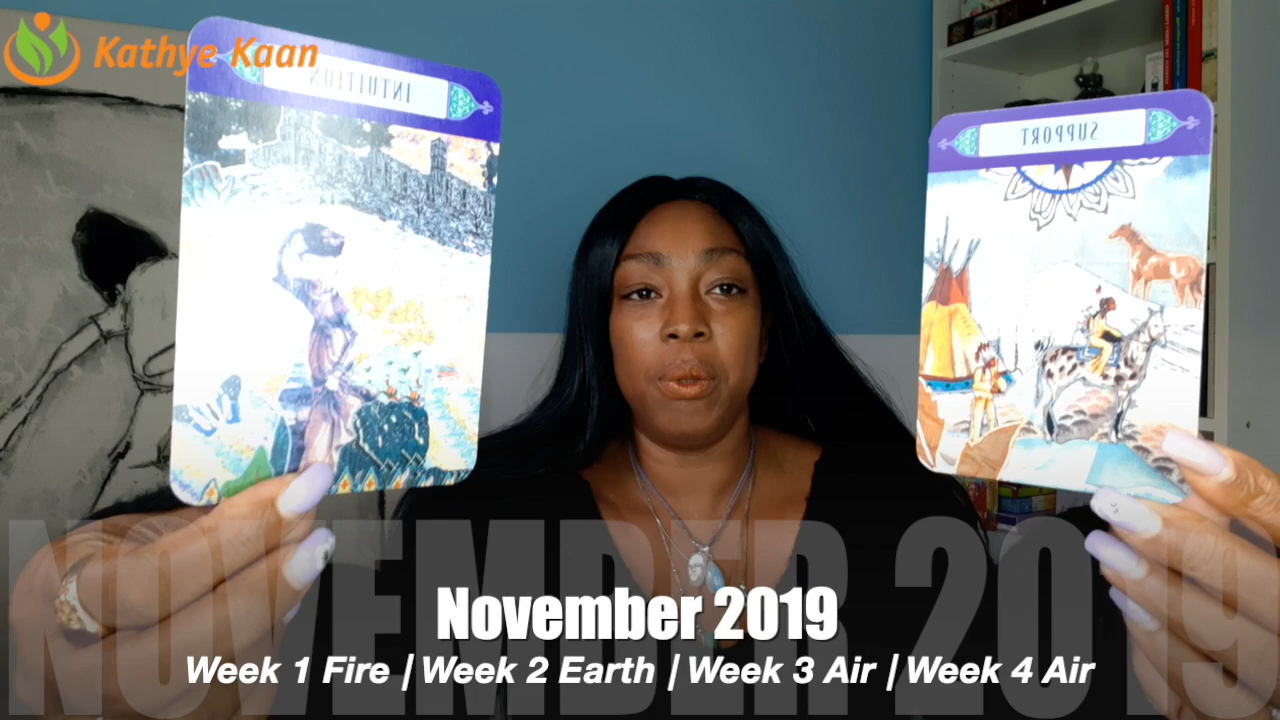 Kathye Kaan
INTUITION
SUPPORT
NOVEMBER 2019
November 2019
Week 1 Fire | Week 2 Earth | Week 3 Air | Week 4 Air